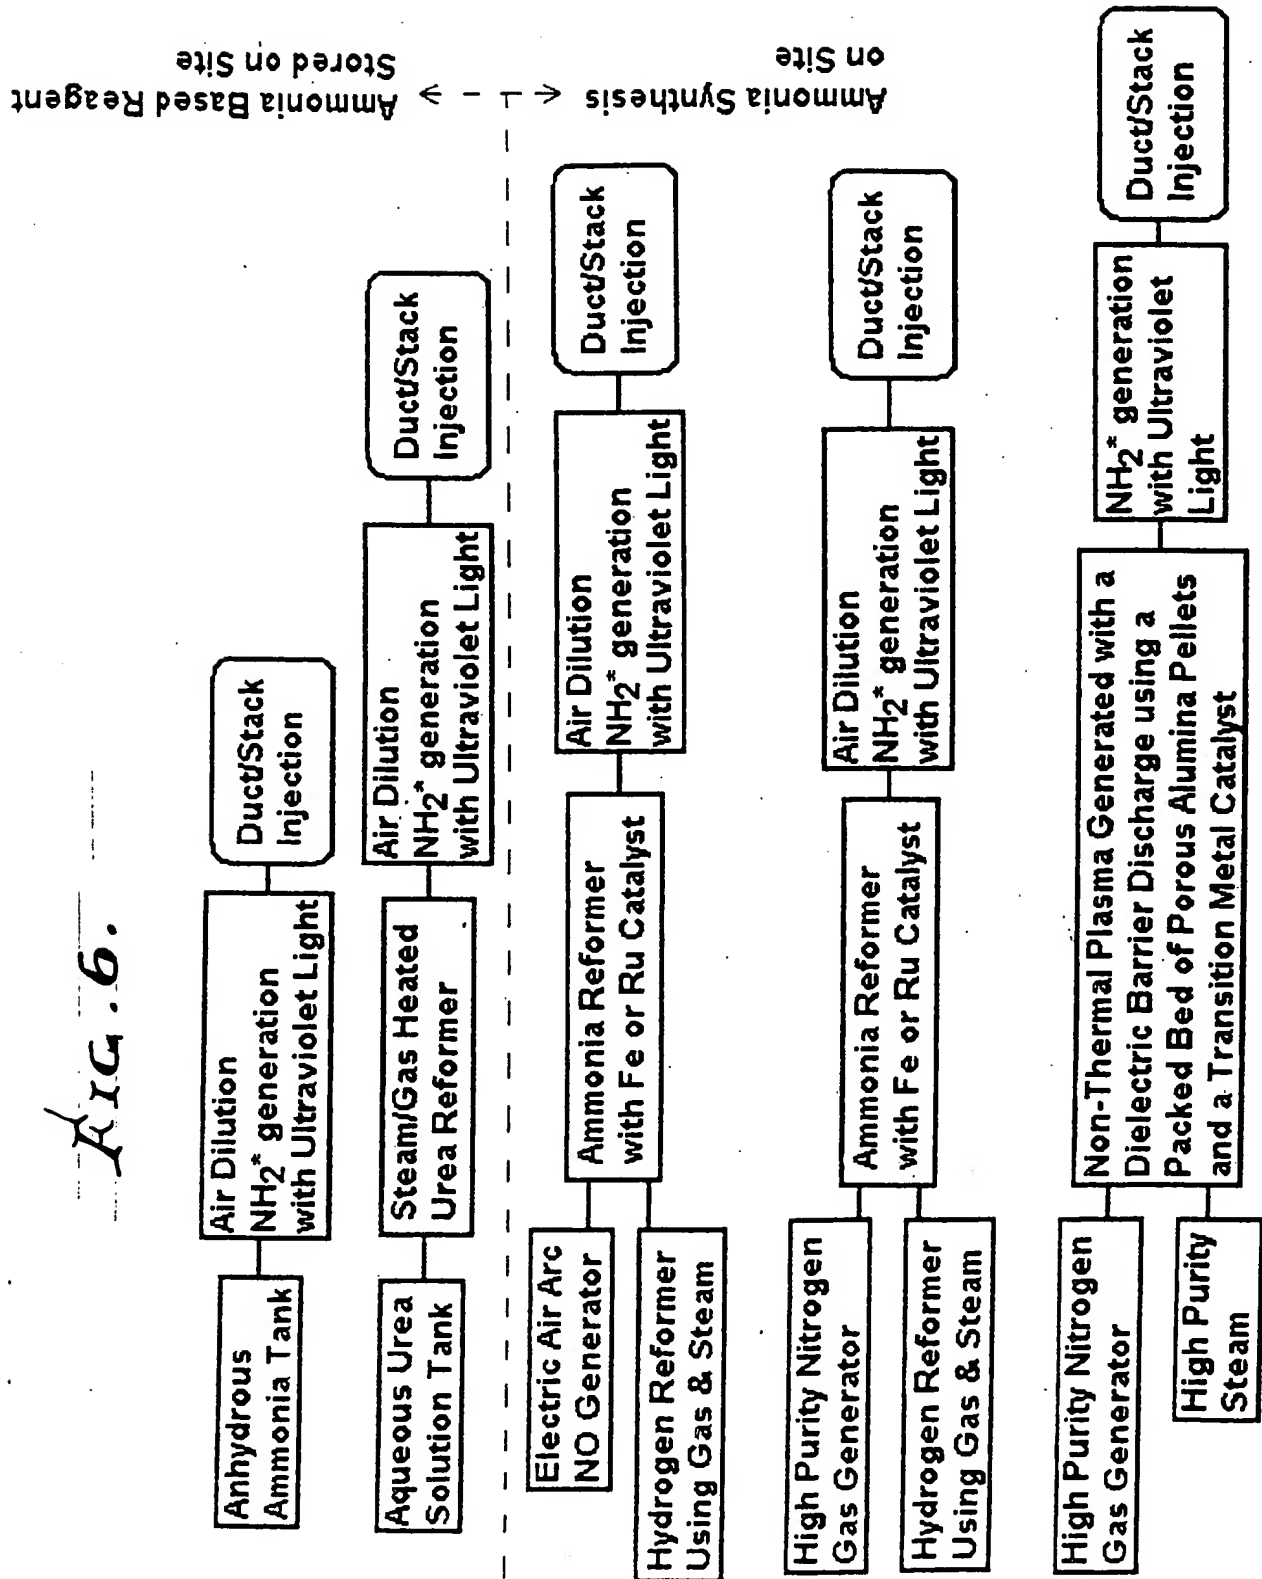 FIG. 6.
Anhydrous
Ammonia Tank
Air Dilution
NH2* generation
with Ultraviolet Light
Duct/Stack
Injection
Aqueous Urea
Solution Tank
Steam/Gas Heated
Urea Reformer
Air Dilution
NH2* generation
with Ultraviolet Light
Duct/Stack
Injection
Ammonia Based Reagent
Stored on Site
Ammonia Synthesis
on Site
Electric Air Arc
NO Generator
Hydrogen Reformer
Using Gas & Steam
Ammonia Reformer
with Fe or Ru Catalyst
Air Dilution
NH2* generation
with Ultraviolet Light
Duct/Stack
Injection
High Purity Nitrogen
Gas Generator
Hydrogen Reformer
Using Gas & Steam
Ammonia Reformer
with Fe or Ru Catalyst
Air Dilution
NH2* generation
with Ultraviolet Light
Duct/Stack
Injection
High Purity Nitrogen
Gas Generator
High Purity
Steam
Non-Thermal Plasma Generated with a
Dielectric Barrier Discharge using a
Packed Bed of Porous Alumina Pellets
and a Transition Metal Catalyst
NH2* generation
with Ultraviolet
Light
Duct/Stack
Injection